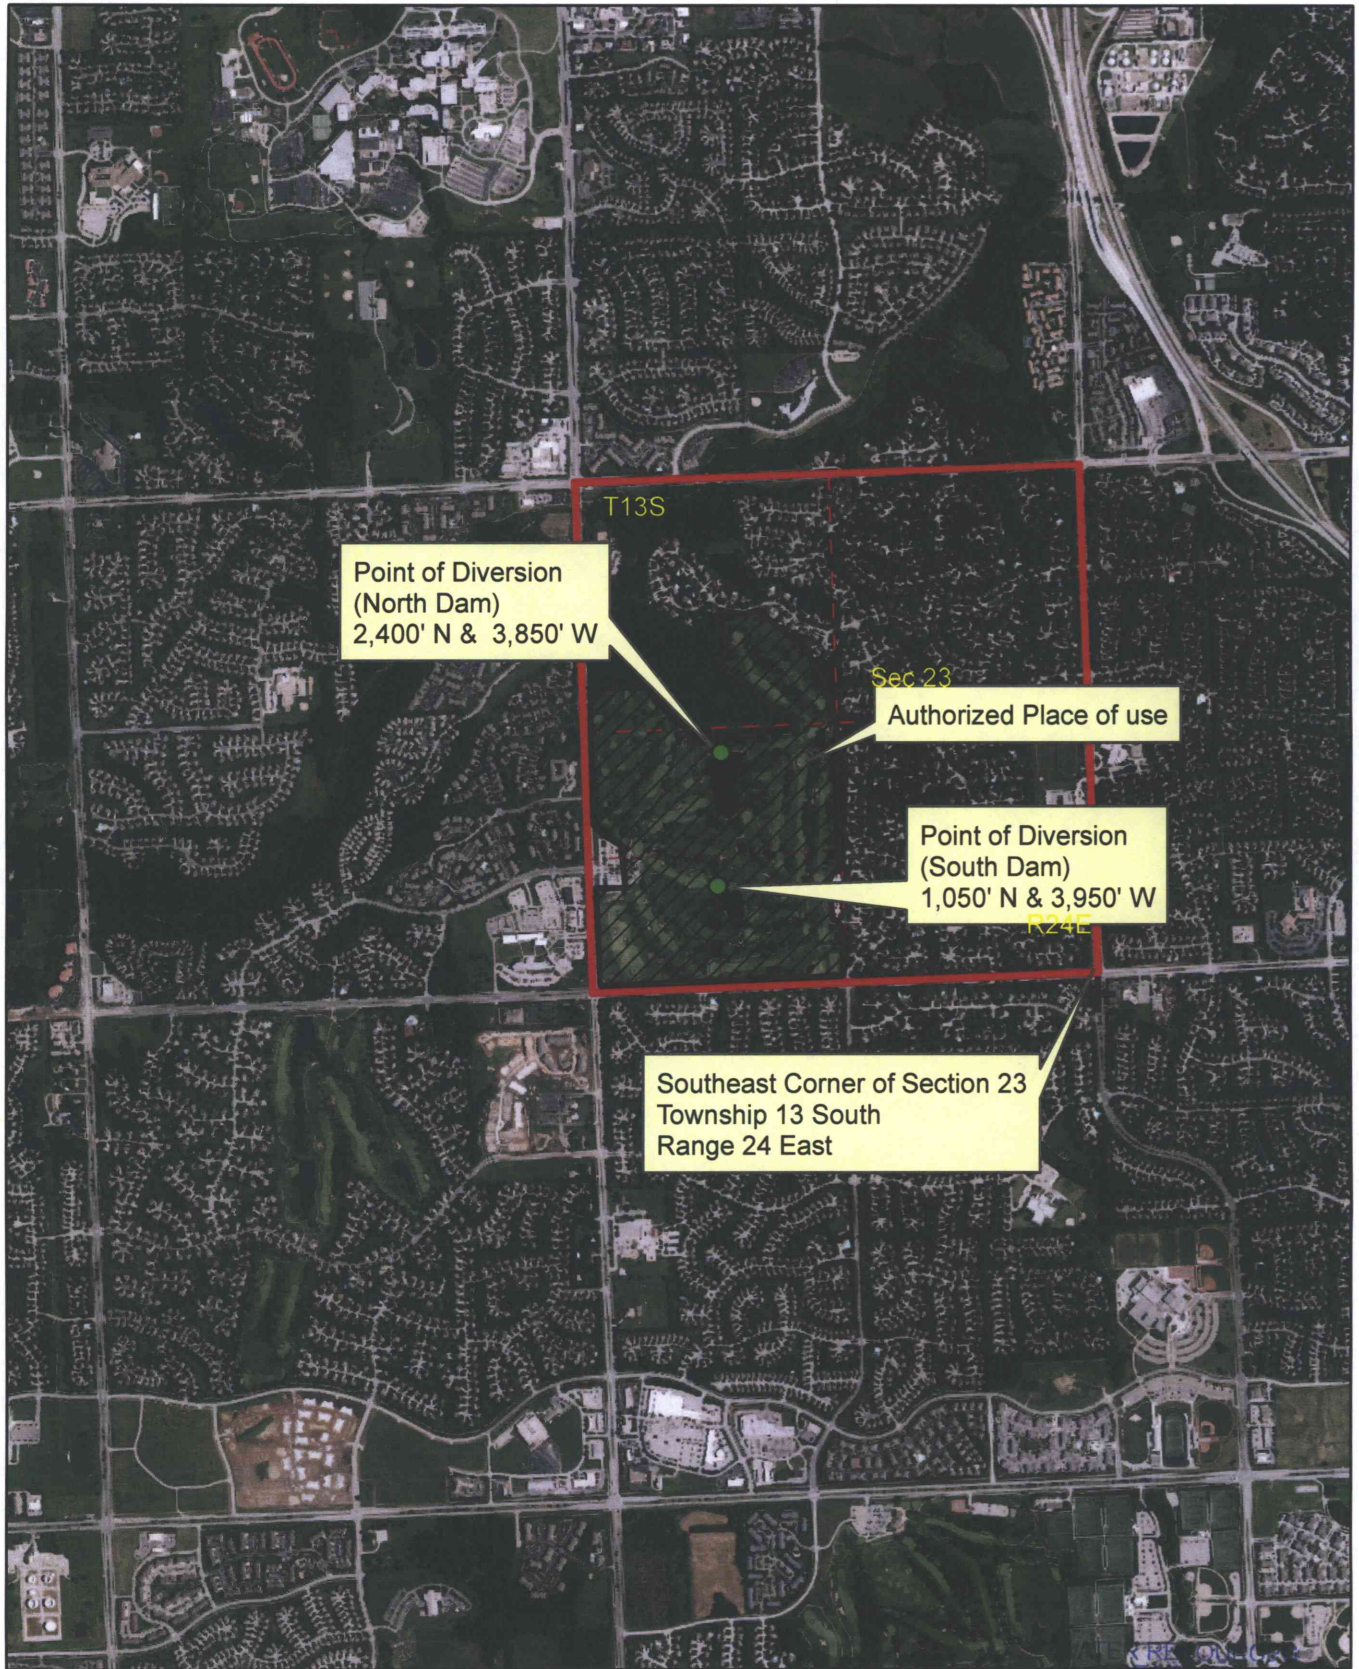 T13S
Point of Diversion
(North Dam)
2,400' N & 3,850' W
Sec 23
Authorized Place of use
Point of Diversion
(South Dam)
1,050' N & 3,950' W
R24E
Southeast Corner of Section 23
Township 13 South
Range 24 East